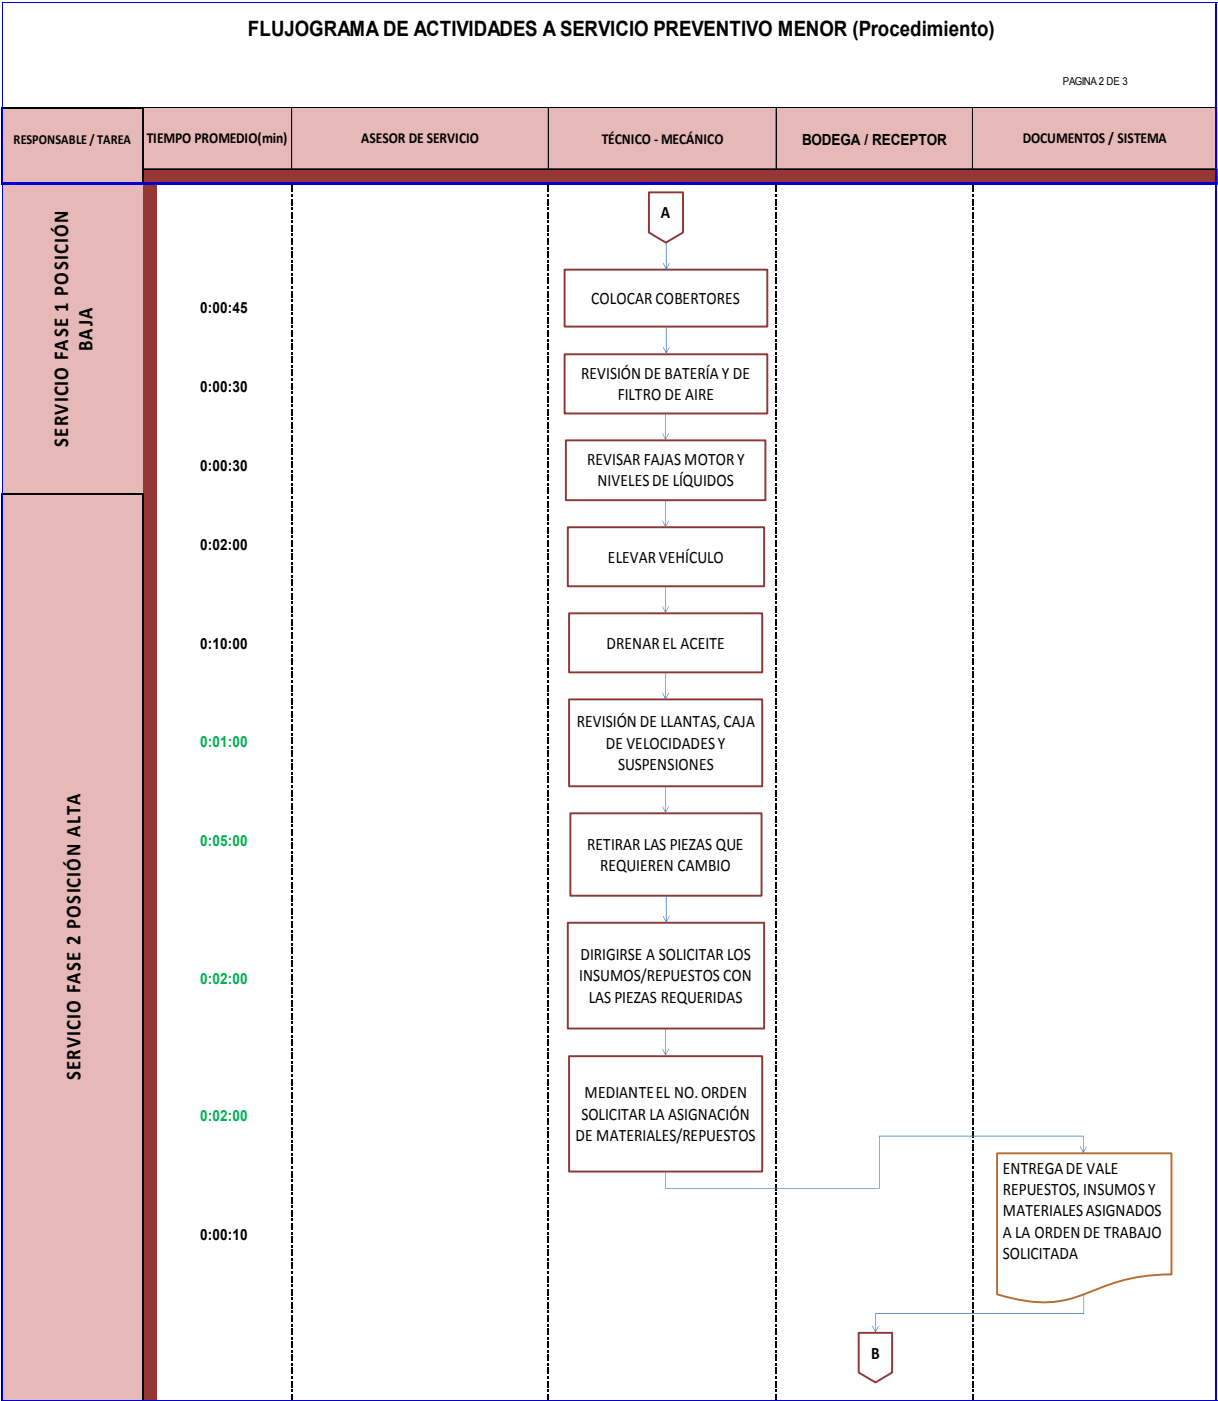 FLUJOGRAMA DE ACTIVIDADES A SERVICIO PREVENTIVO MENOR (Procedimiento)
PAGINA 2 DE 3
RESPONSABLE / TAREA
TIEMPO PROMEDIO(min)
ASESOR DE SERVICIO
TÉCNICO - MECÁNICO
BODEGA / RECEPTOR
DOCUMENTOS / SISTEMA
SERVICIO FASE 1 POSICIÓN
BAJA
A
0:00:45
COLOCAR COBERTORES
0:00:30
REVISIÓN DE BATERÍA Y DE
FILTRO DE AIRE
0:00:30
REVISAR FAJAS MOTOR Y
NIVELES DE LÍQUIDOS
SERVICIO FASE 2 POSICIÓN ALTA
0:02:00
ELEVAR VEHÍCULO
0:10:00
DRENAR EL ACEITE
0:01:00
REVISIÓN DE LLANTAS, CAJA
DE VELOCIDADES Y
SUSPENSIONES
0:05:00
RETIRAR LAS PIEZAS QUE
REQUIEREN CAMBIO
0:02:00
DIRIGIRSE A SOLICITAR LOS
INSUMOS/REPUESTOS CON
LAS PIEZAS REQUERIDAS
0:02:00
MEDIANTE EL NO. ORDEN
SOLICITAR LA ASIGNACIÓN
DE MATERIALES/REPUESTOS
0:00:10
ENTREGA DE VALE
REPUESTOS, INSUMOS Y
MATERIALES ASIGNADOS
A LA ORDEN DE TRABAJO
SOLICITADA
B